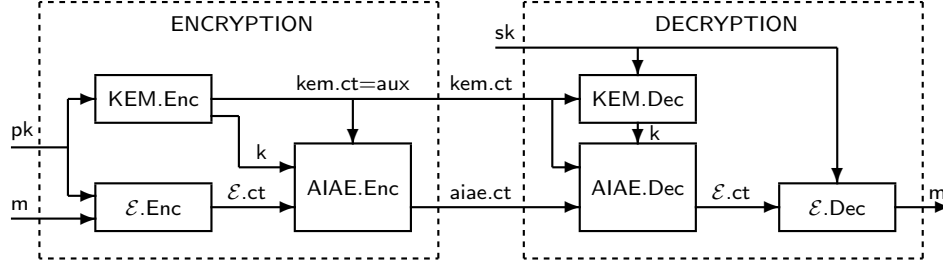 ENCRYPTION
DECRYPTION
sk
KEM.Enc
kem.ct=aux
kem.ct
KEM.Dec
pk
k
k
AIAE.Enc
AIAE.Dec
m
ℰ.Enc
ℰ.ct
aiae.ct
ℰ.ct
ℰ.Dec
m